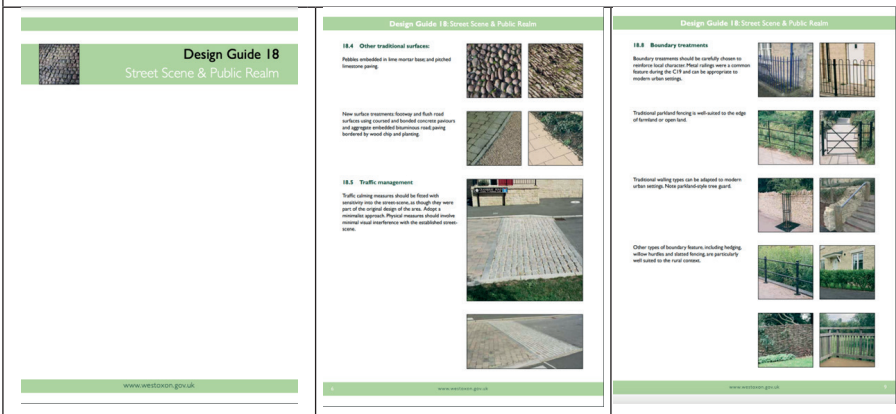 Design Guide 18
Street Scene & Public Realm
www.westoxon.gov.uk
Design Guide 18: Street Scene & Public Realm
18.4 Other traditional surfaces:
Pebbles embedded in lime mortar base; and pitched
limestone paving.
New surface treatments: footway and flush road
surfaces using coursed and bonded concrete paviours
and aggregate embedded bituminous road; paving
bordered by wood chip and planting.
18.5 Traffic management
Traffic calming measures should be fitted with
sensitivity into the street-scene, as though they were
part of the original design of the area. Adopt a
minimalist approach. Physical measures should involve
minimal visual interference with the established street-
scene.
www.westoxon.gov.uk
Design Guide 18: Street Scene & Public Realm
18.8 Boundary treatments
Boundary treatments should be carefully chosen to
reinforce local character. Metal railings were a common
feature during the C19 and can be appropriate to
modern urban settings.
Traditional parkland fencing is well-suited to the edge
of farmland or open land.
Traditional walling types can be adapted to modern
urban settings. Note parkland-style tree guard.
Other types of boundary feature, including hedging,
willow hurdles and slatted fencing, are particularly
well suited to the rural context.
www.westoxon.gov.uk